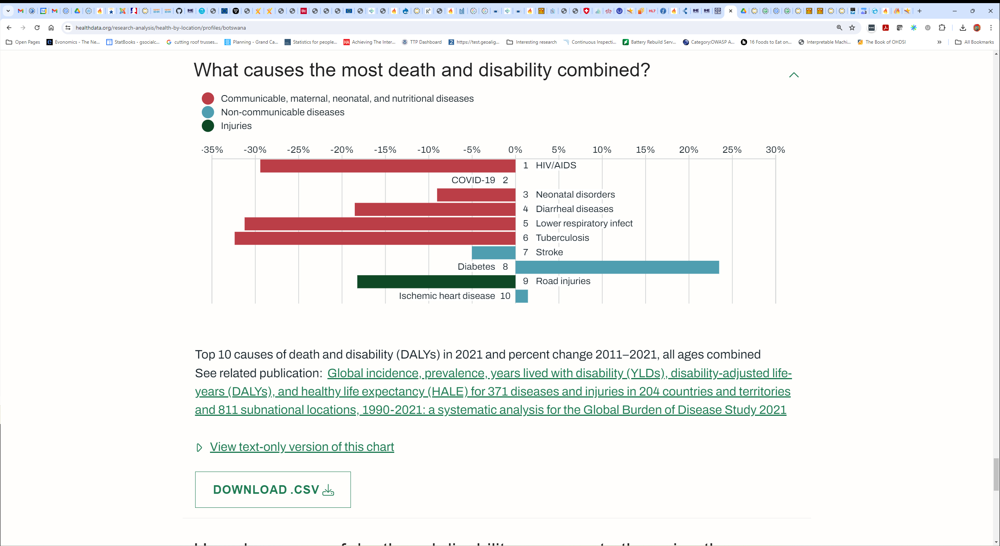 healthdata.org/research-analysis/health-by-location/profiles/botswana
Open Pages
Evonomics - The Ne...
StatBooks - gsocialc...
cutting roof trusses...
Planning - Grand Ca...
Statistics for people...
HA Achieving The Inter...
TTP Dashboard
2 https://test.geoalig...
Interesting research
Continuous Inspecti...
Battery Rebuild Serv...
Category:OWASP A...
16 Foods to Eat on...
Interpretable Machi...
The Book of OHDSI
All Bookmarks
What causes the most death and disability combined?
Communicable, maternal, neonatal, and nutritional diseases
Non-communicable diseases
Injuries
-35% -30% -25% -20% -15% -10% -5% 0% 5% 10% 15% 20% 25% 30%
1 HIV/AIDS
COVID-19 2
3 Neonatal disorders
4 Diarrheal diseases
5 Lower respiratory infect
6 Tuberculosis
7 Stroke
Diabetes 8
9 Road injuries
Ischemic heart disease 10
Top 10 causes of death and disability (DALYs) in 2021 and percent change 2011–2021, all ages combined
See related publication: Global incidence, prevalence, years lived with disability (YLDs), disability-adjusted life-
years (DALYs), and healthy life expectancy (HALE) for 371 diseases and injuries in 204 countries and territories
and 811 subnational locations, 1990-2021: a systematic analysis for the Global Burden of Disease Study 2021
View text-only version of this chart
DOWNLOAD .CSV